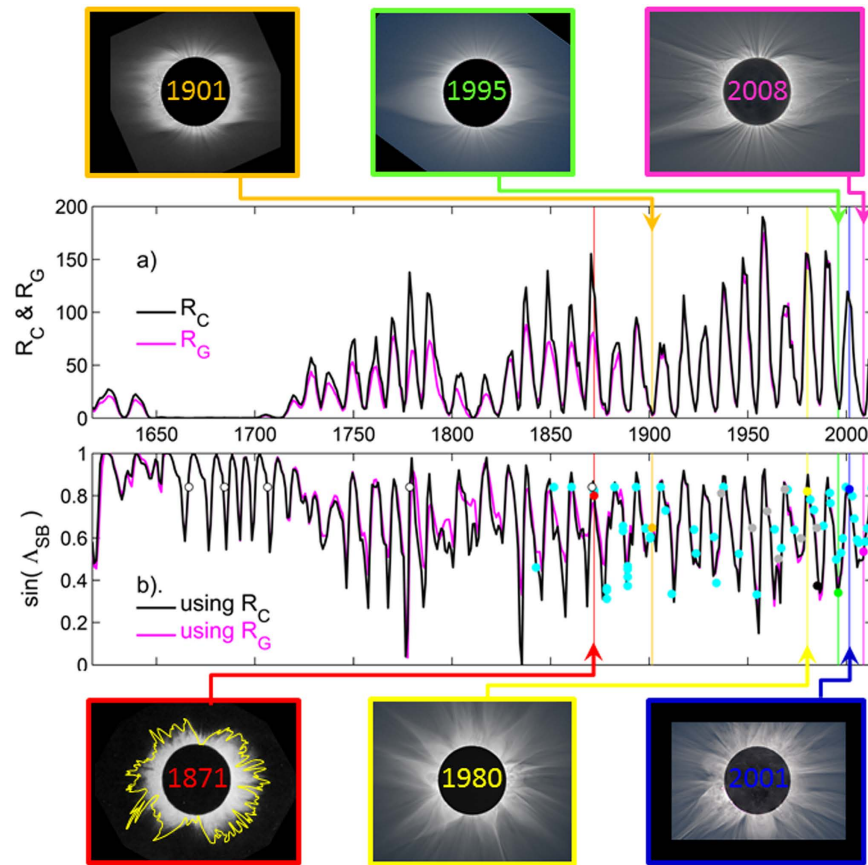 1901
1995
2008
200
150
100
50
0
R_C & R_G
a)
R_C
R_G
1650 1700 1750 1800 1850 1900 1950 2000
1
0.8
0.6
0.4
0.2
0
sin( Λ_SB )
b).
using R_C
using R_G
1871
1980
2001